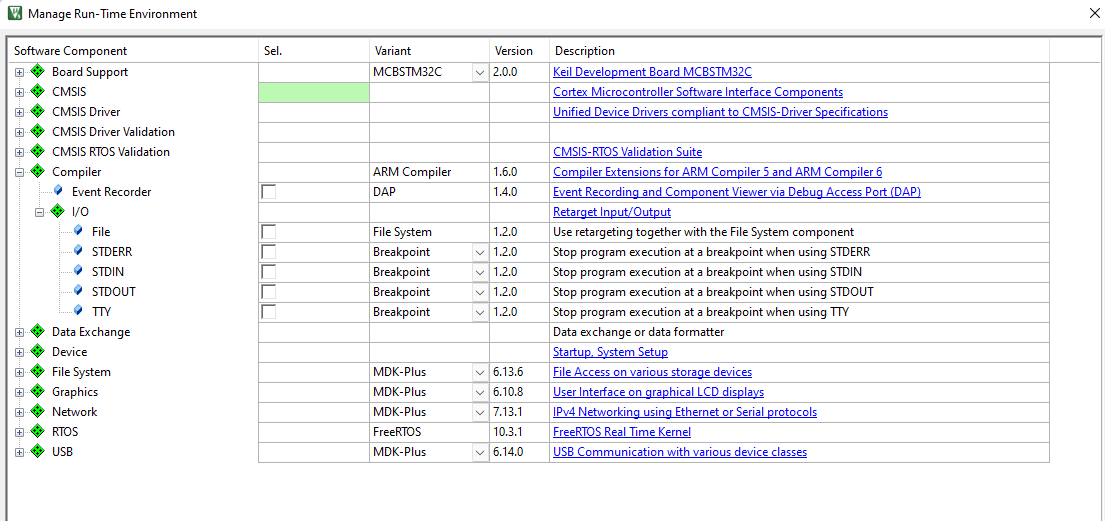 Manage Run-Time Environment
Software Component Sel. Variant Version Description
Board Support MCBSTM32C 2.0.0 Keil Development Board MCBSTM32C
CMSIS Cortex Microcontroller Software Interface Components
CMSIS Driver Unified Device Drivers compliant to CMSIS-Driver Specifications
CMSIS Driver Validation
CMSIS RTOS Validation CMSIS-RTOS Validation Suite
Compiler ARM Compiler 1.6.0 Compiler Extensions for ARM Compiler 5 and ARM Compiler 6
Event Recorder DAP 1.4.0 Event Recording and Component Viewer via Debug Access Port (DAP)
I/O Retarget Input/Output
File File System 1.2.0 Use retargeting together with the File System component
STDERR Breakpoint 1.2.0 Stop program execution at a breakpoint when using STDERR
STDIN Breakpoint 1.2.0 Stop program execution at a breakpoint when using STDIN
STDOUT Breakpoint 1.2.0 Stop program execution at a breakpoint when using STDOUT
TTY Breakpoint 1.2.0 Stop program execution at a breakpoint when using TTY
Data Exchange Data exchange or data formatter
Device Startup, System Setup
File System MDK-Plus 6.13.6 File Access on various storage devices
Graphics MDK-Plus 6.10.8 User Interface on graphical LCD displays
Network MDK-Plus 7.13.1 IPv4 Networking using Ethernet or Serial protocols
RTOS FreeRTOS 10.3.1 FreeRTOS Real Time Kernel
USB MDK-Plus 6.14.0 USB Communication with various device classes